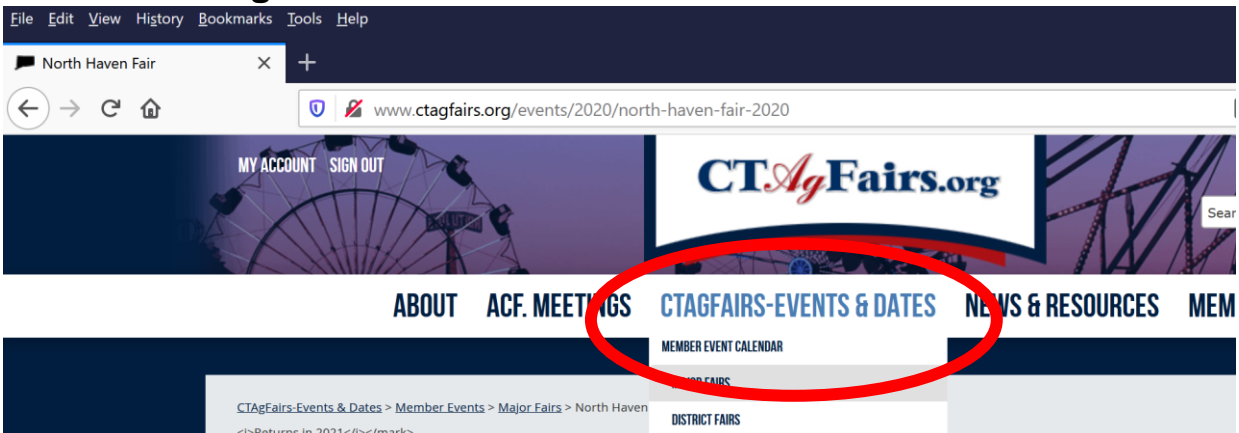 File Edit View History Bookmarks Tools Help
North Haven Fair
www.ctagfairs.org/events/2020/north-haven-fair-2020
MY ACCOUNT SIGN OUT
CTAgFairs.org
ABOUT ACF. MEETINGS CTAGFAIRS-EVENTS & DATES NEWS & RESOURCES
MEMBER EVENT CALENDAR
FAIRS
CTAgFairs-Events & Dates > Member Events > Major Fairs > North Haven
DISTRICT FAIRS
<i>Returns in 2021</i></mark>